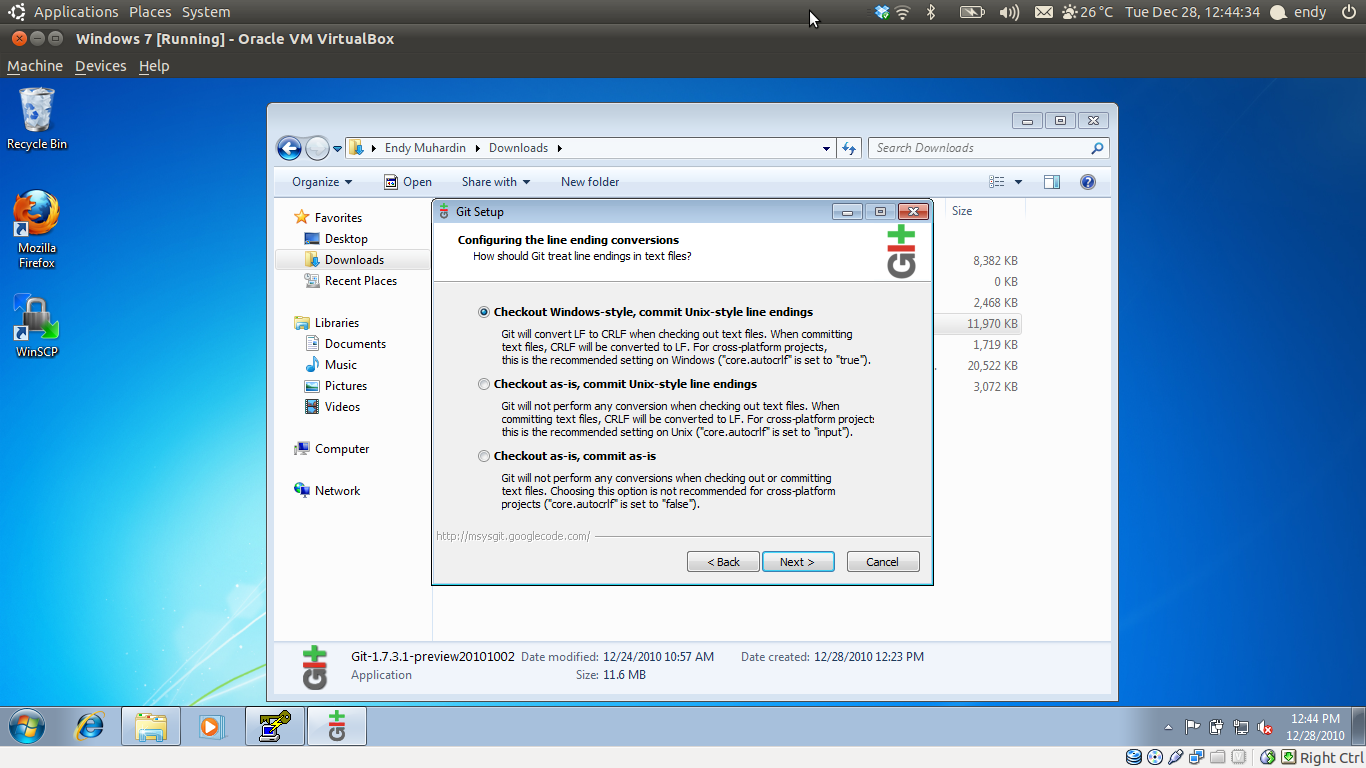 Applications Places System 26 °C Tue Dec 28, 12:44:34 endy
Windows 7 [Running] - Oracle VM VirtualBox
Machine Devices Help
Recycle Bin
Mozilla
Firefox
WinSCP
Endy Muhardin Downloads
Search Downloads
Organize Open Share with New folder
Favorites
Desktop
Downloads
Recent Places
Libraries
Documents
Music
Pictures
Videos
Computer
Network
Size
8,382 KB
0 KB
2,468 KB
11,970 KB
1,719 KB
20,522 KB
3,072 KB
Git Setup
Configuring the line ending conversions
How should Git treat line endings in text files?
Checkout Windows-style, commit Unix-style line endings
Git will convert LF to CRLF when checking out text files. When committing
text files, CRLF will be converted to LF. For cross-platform projects,
this is the recommended setting on Windows ("core.autocrlf" is set to "true").
Checkout as-is, commit Unix-style line endings
Git will not perform any conversion when checking out text files. When
committing text files, CRLF will be converted to LF. For cross-platform projects
this is the recommended setting on Unix ("core.autocrlf" is set to "input").
Checkout as-is, commit as-is
Git will not perform any conversions when checking out or committing
text files. Choosing this option is not recommended for cross-platform
projects ("core.autocrlf" is set to "false").
http://msysgit.googlecode.com/
< Back Next > Cancel
Git-1.7.3.1-preview20101002 Date modified: 12/24/2010 10:57 AM Date created: 12/28/2010 12:23 PM
Application Size: 11.6 MB
12:44 PM
12/28/2010
Right Ctrl